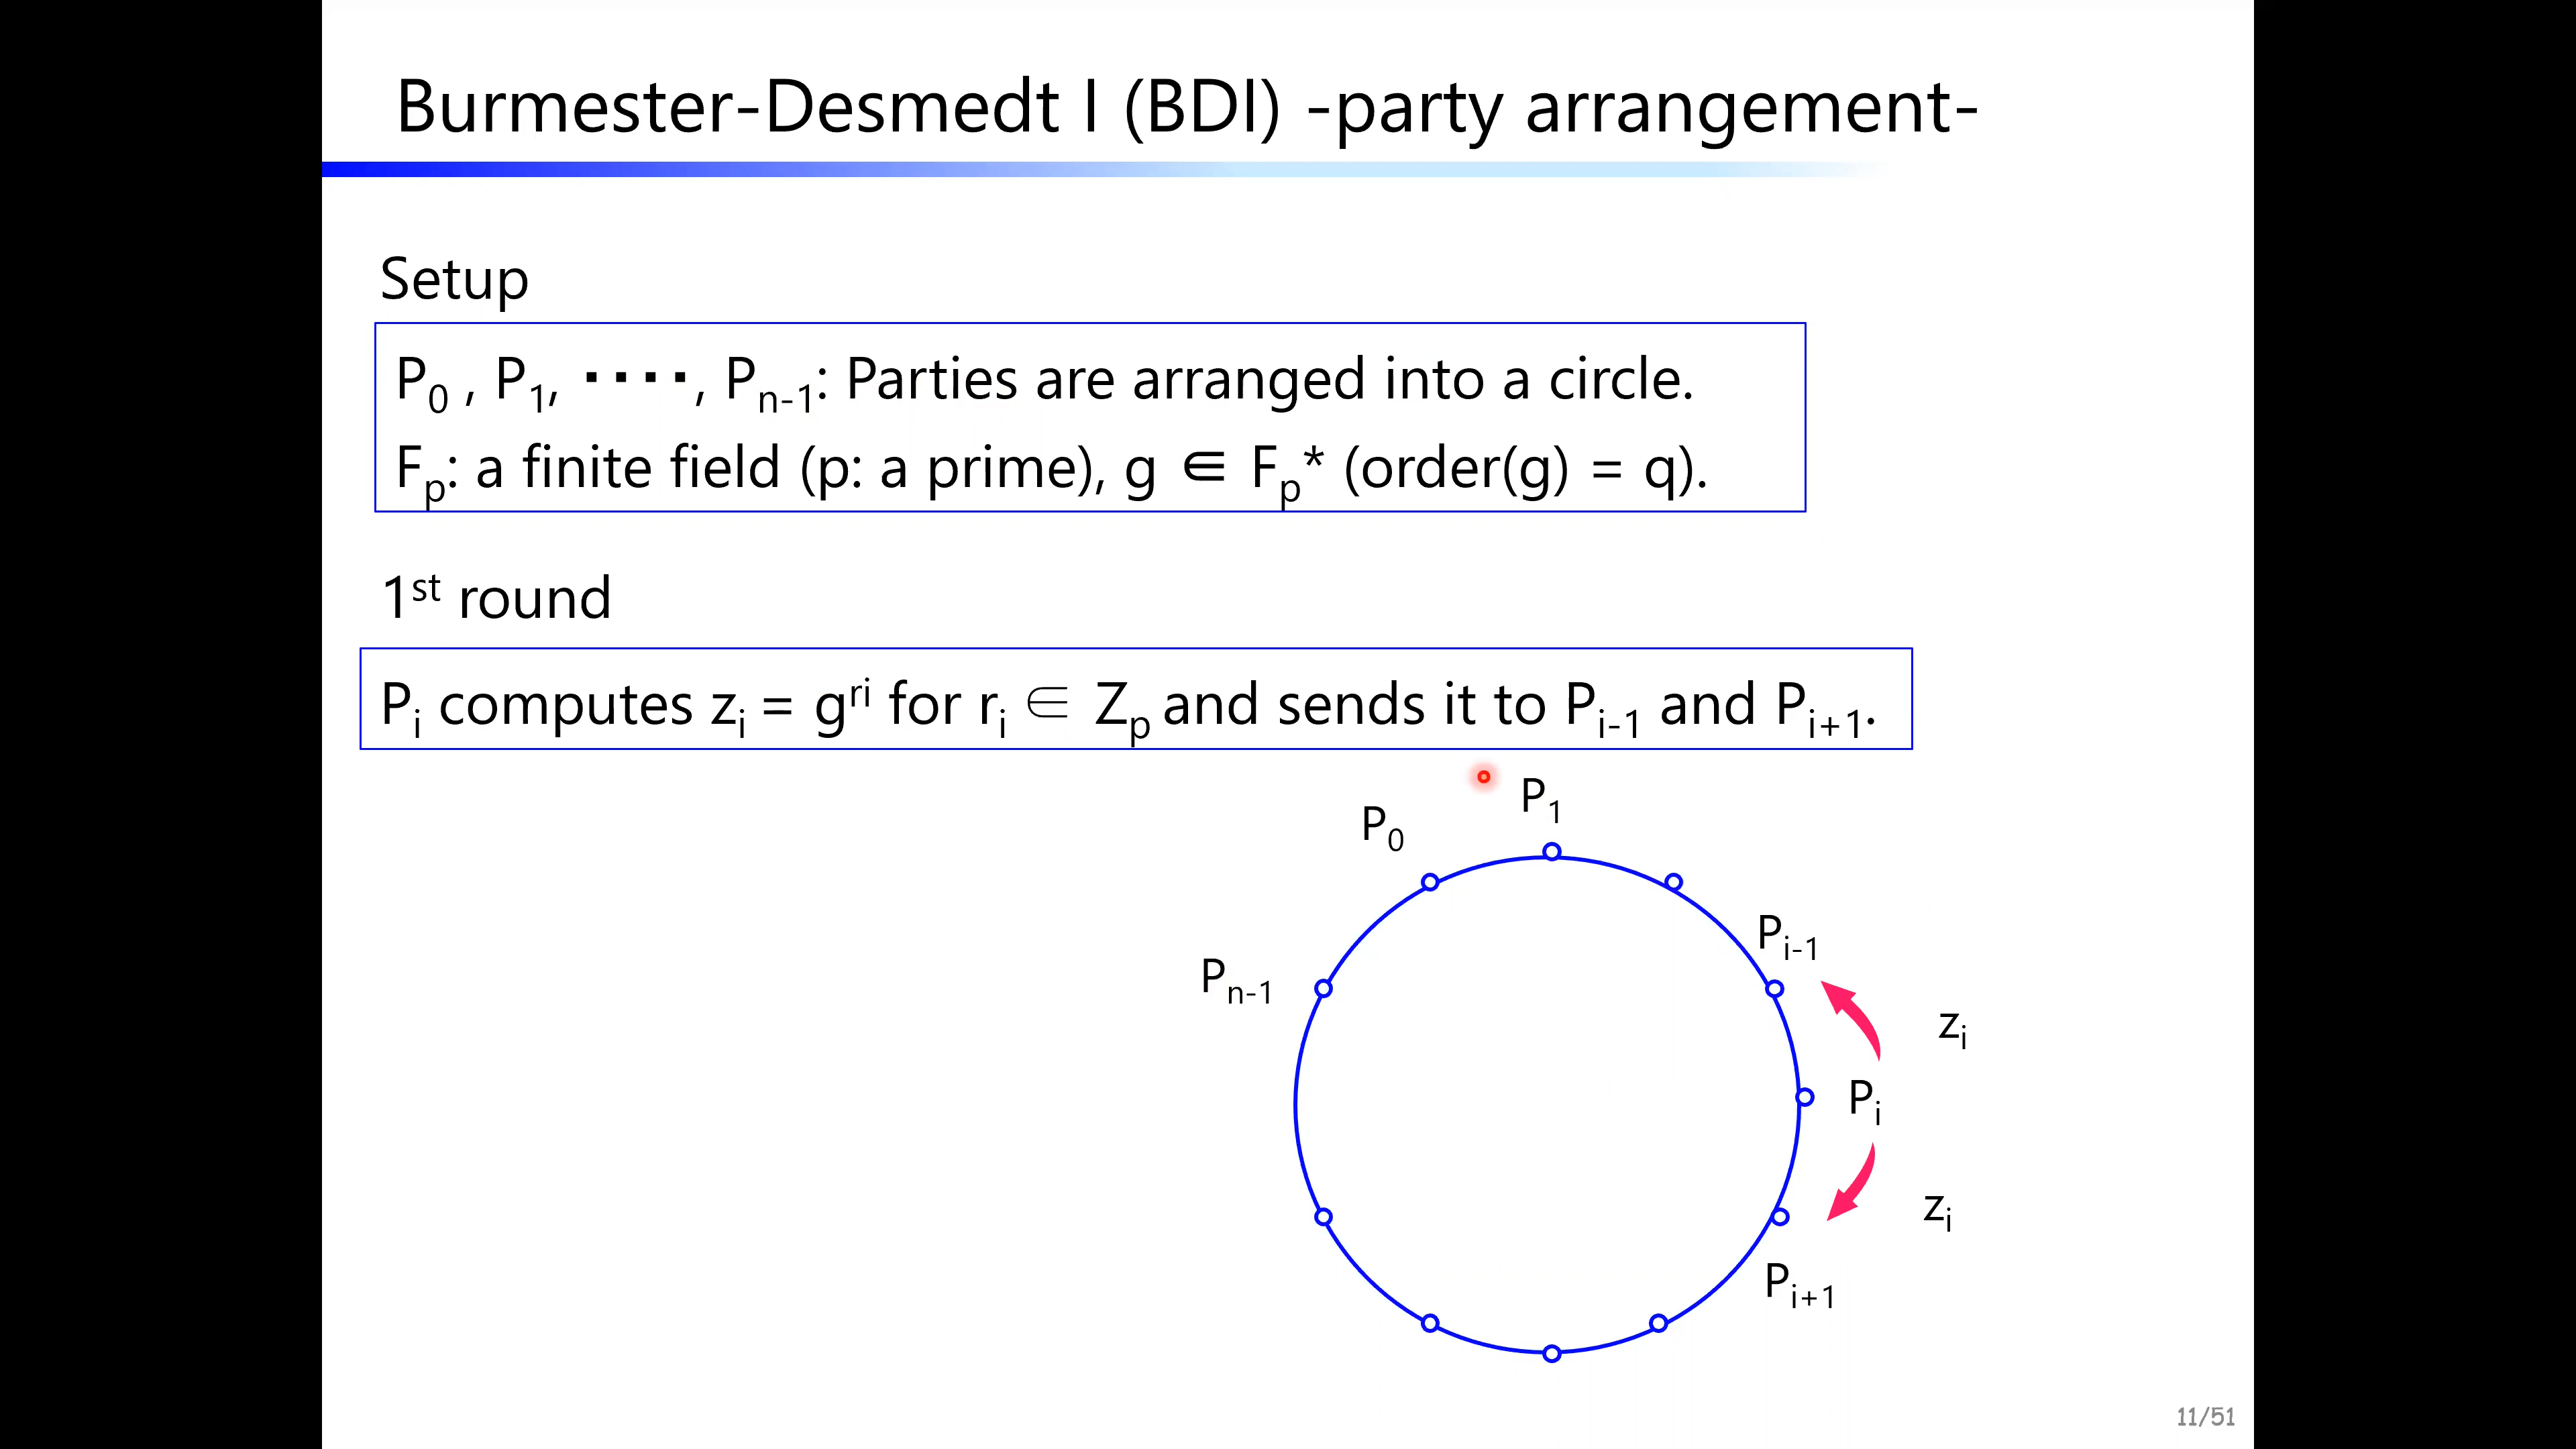 Burmester-Desmedt I (BDI) -party arrangement-
Setup
P₀ , P₁, ････, Pₙ₋₁: Parties are arranged into a circle.
Fₚ: a finite field (p: a prime), g ∈ Fₚ* (order(g) = q).
1ˢᵗ round
Pᵢ computes zᵢ = gʳⁱ for rᵢ ∈ Zₚ and sends it to Pᵢ₋₁ and Pᵢ₊₁.
P₁
P₀
Pᵢ₋₁
Pₙ₋₁
zᵢ
Pᵢ
zᵢ
Pᵢ₊₁
11/51